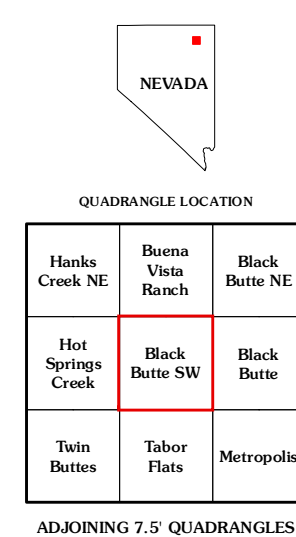 NEVADA
QUADRANGLE LOCATION
Hanks
Creek NE
Buena
Vista
Ranch
Black
Butte NE
Hot
Springs
Creek
Black
Butte SW
Black
Butte
Twin
Buttes
Tabor
Flats
Metropolis
ADJOINING 7.5' QUADRANGLES